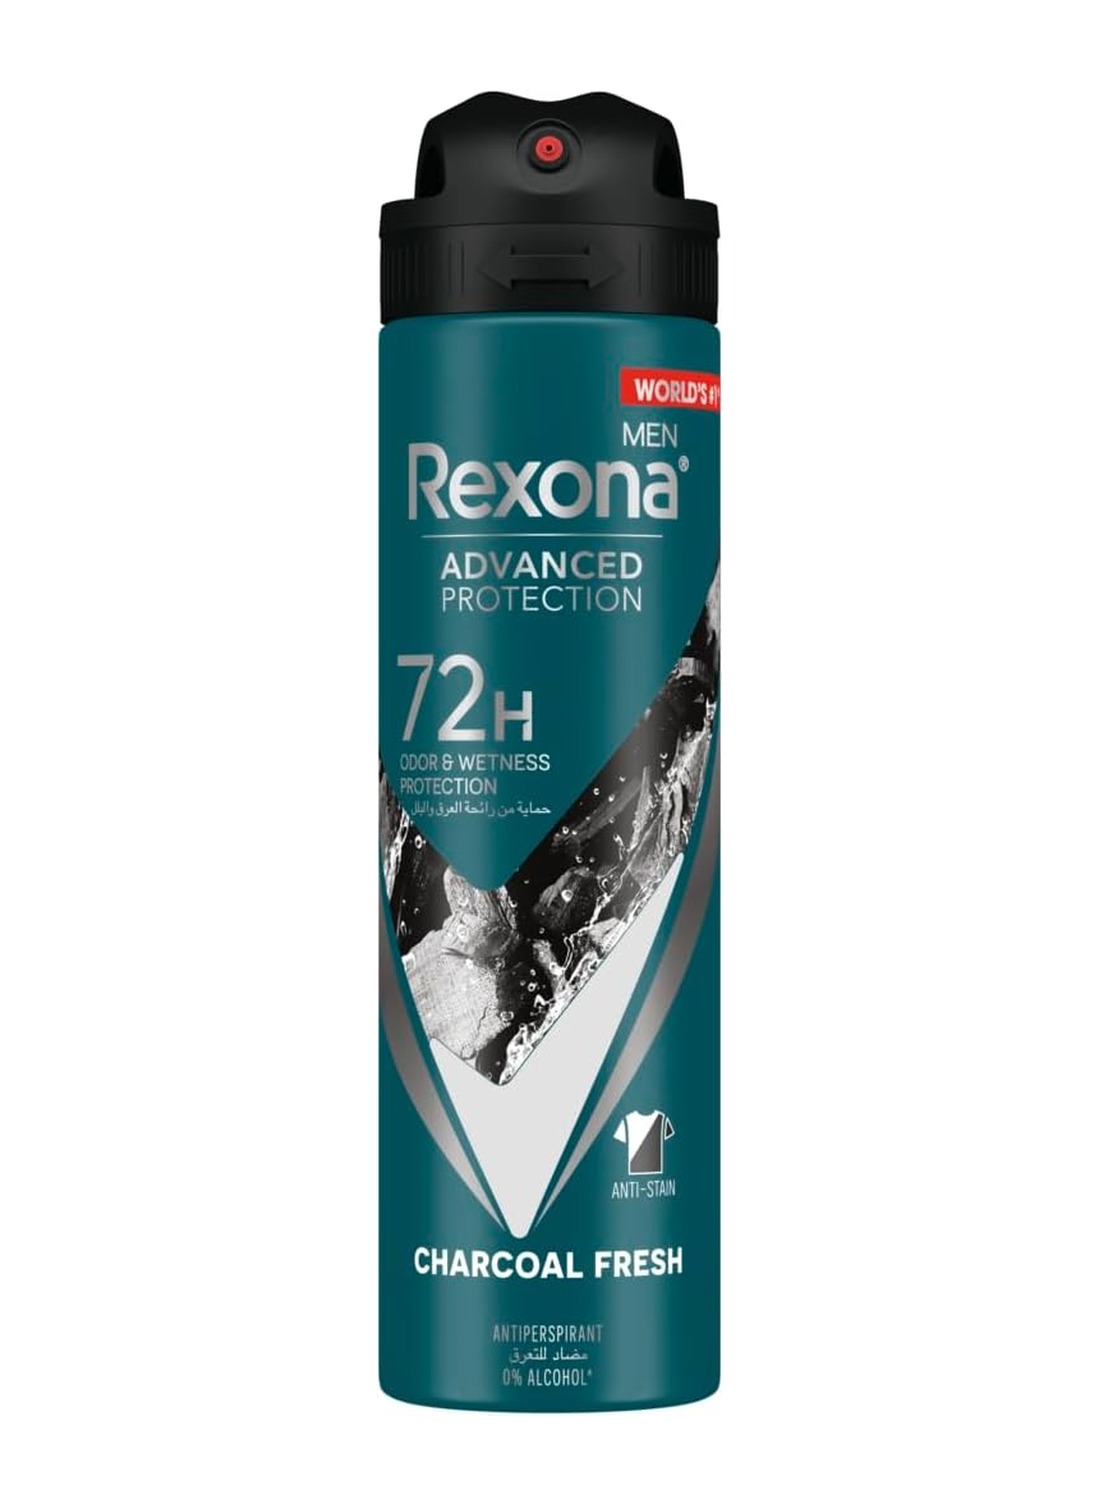 WORLD'S #1*
MEN
Rexona®
ADVANCED
PROTECTION
72H
ODOR & WETNESS
PROTECTION
حماية من رائحة العرق والبلل
ANTI-STAIN
CHARCOAL FRESH
ANTIPERSPIRANT
مضاد للتعرق
0% ALCOHOL*